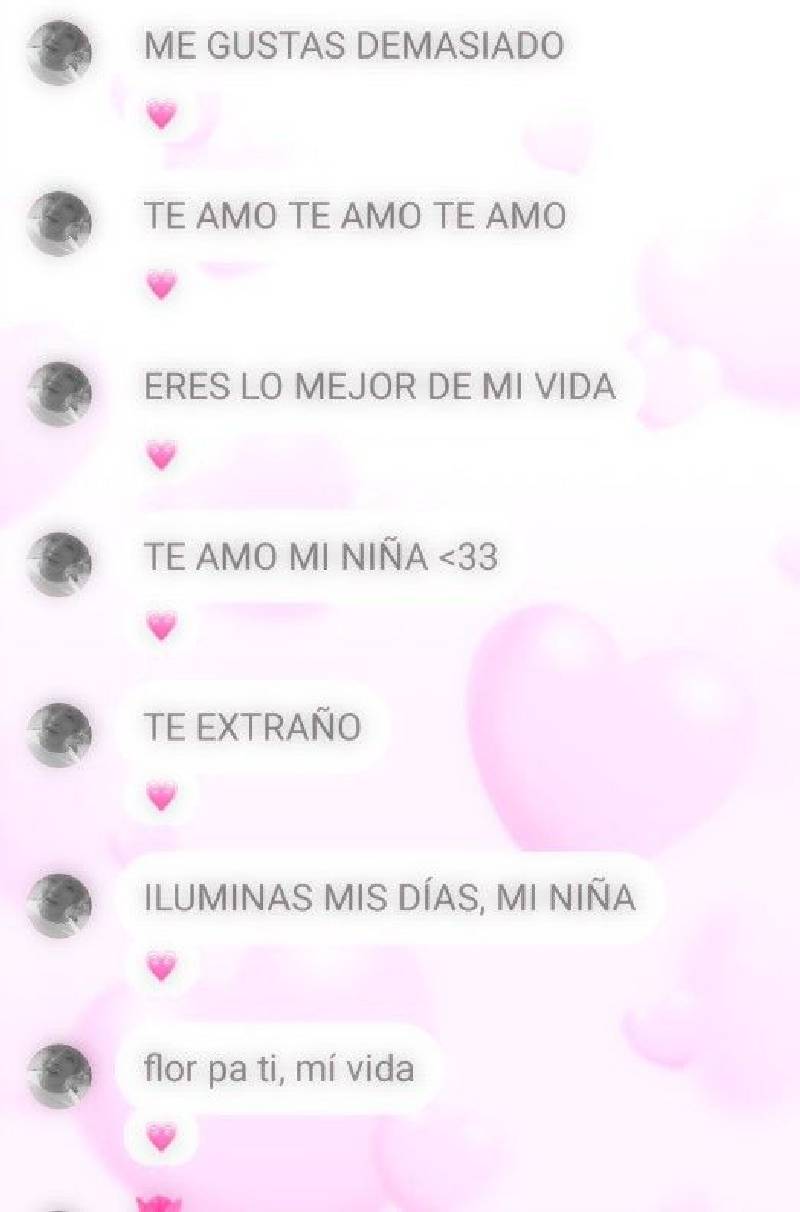 ME GUSTAS DEMASIADO
💗
TE AMO TE AMO TE AMO
💗
ERES LO MEJOR DE MI VIDA
💗
TE AMO MI NIÑA <33
💗
TE EXTRAÑO
💗
ILUMINAS MIS DÍAS, MI NIÑA
💗
flor pa ti, mí vida
💗